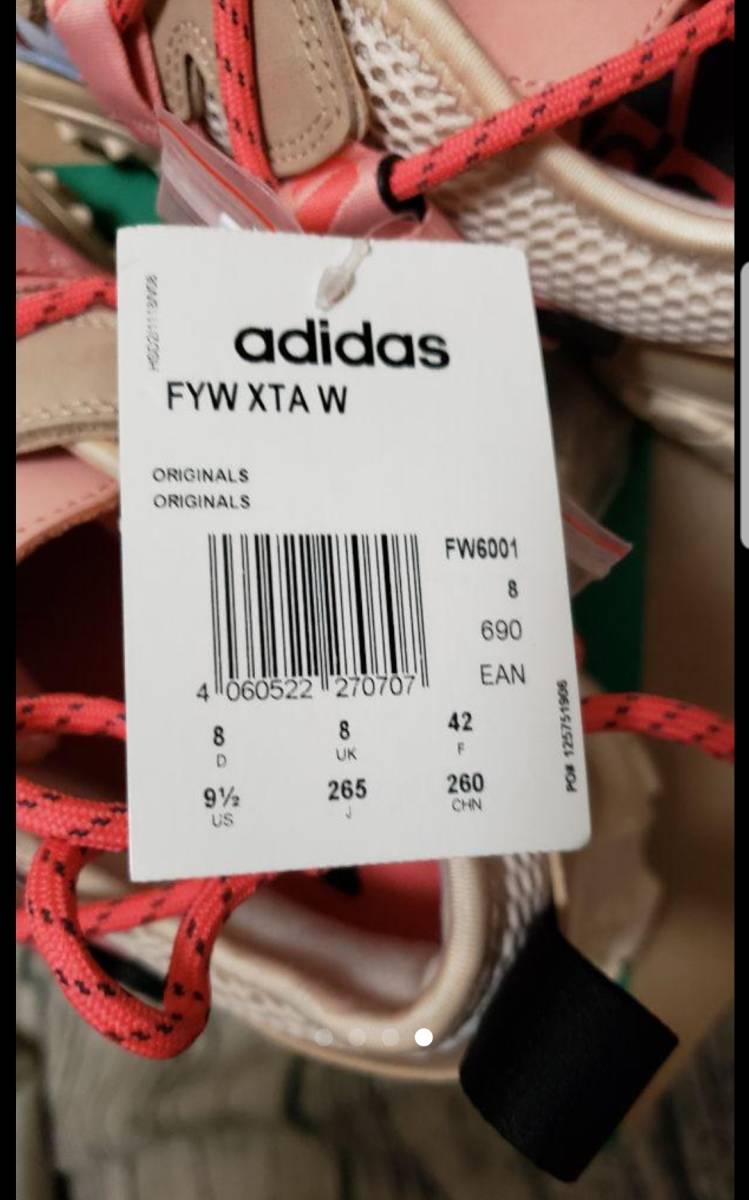 adidas
FYW XTA W
ORIGINALS
ORIGINALS
FW6001
8
690
EAN
4 060522 270707
8 8 42
D UK F
9½ 265 260
US J CHN
PO# 125751906